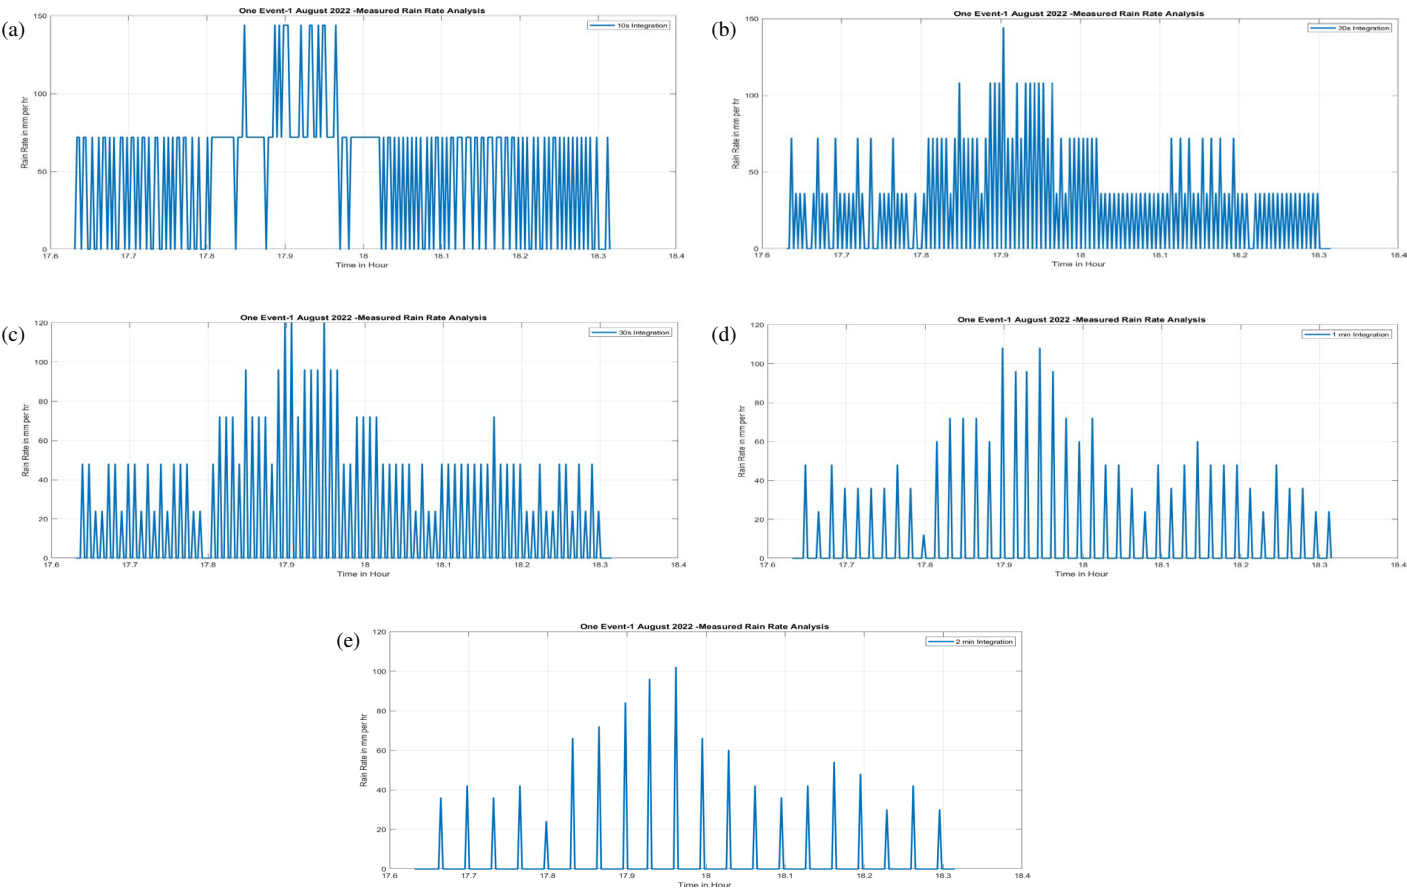 (a)
One Event-1 August 2022 -Measured Rain Rate Analysis
10s Integration
Rain Rate in mm per hr
150
100
50
0
17.6 17.7 17.8 17.9 18 18.1 18.2 18.3 18.4
Time in Hour
(b)
One Event-1 August 2022 -Measured Rain Rate Analysis
20s Integration
Rain Rate in mm per hr
150
100
50
0
17.6 17.7 17.8 17.9 18 18.1 18.2 18.3 18.4
Time in Hour
(c)
One Event-1 August 2022 -Measured Rain Rate Analysis
30s Integration
Rain Rate in mm per hr
120
100
80
60
40
20
0
17.6 17.7 17.8 17.9 18 18.1 18.2 18.3 18.4
Time in Hour
(d)
One Event-1 August 2022 -Measured Rain Rate Analysis
1 min Integration
Rain Rate in mm per hr
120
100
80
60
40
20
0
17.6 17.7 17.8 17.9 18 18.1 18.2 18.3 18.4
Time in Hour
(e)
One Event-1 August 2022 -Measured Rain Rate Analysis
2 min Integration
Rain Rate in mm per hr
120
100
80
60
40
20
0
17.6 17.7 17.8 17.9 18 18.1 18.2 18.3 18.4
Time in Hour